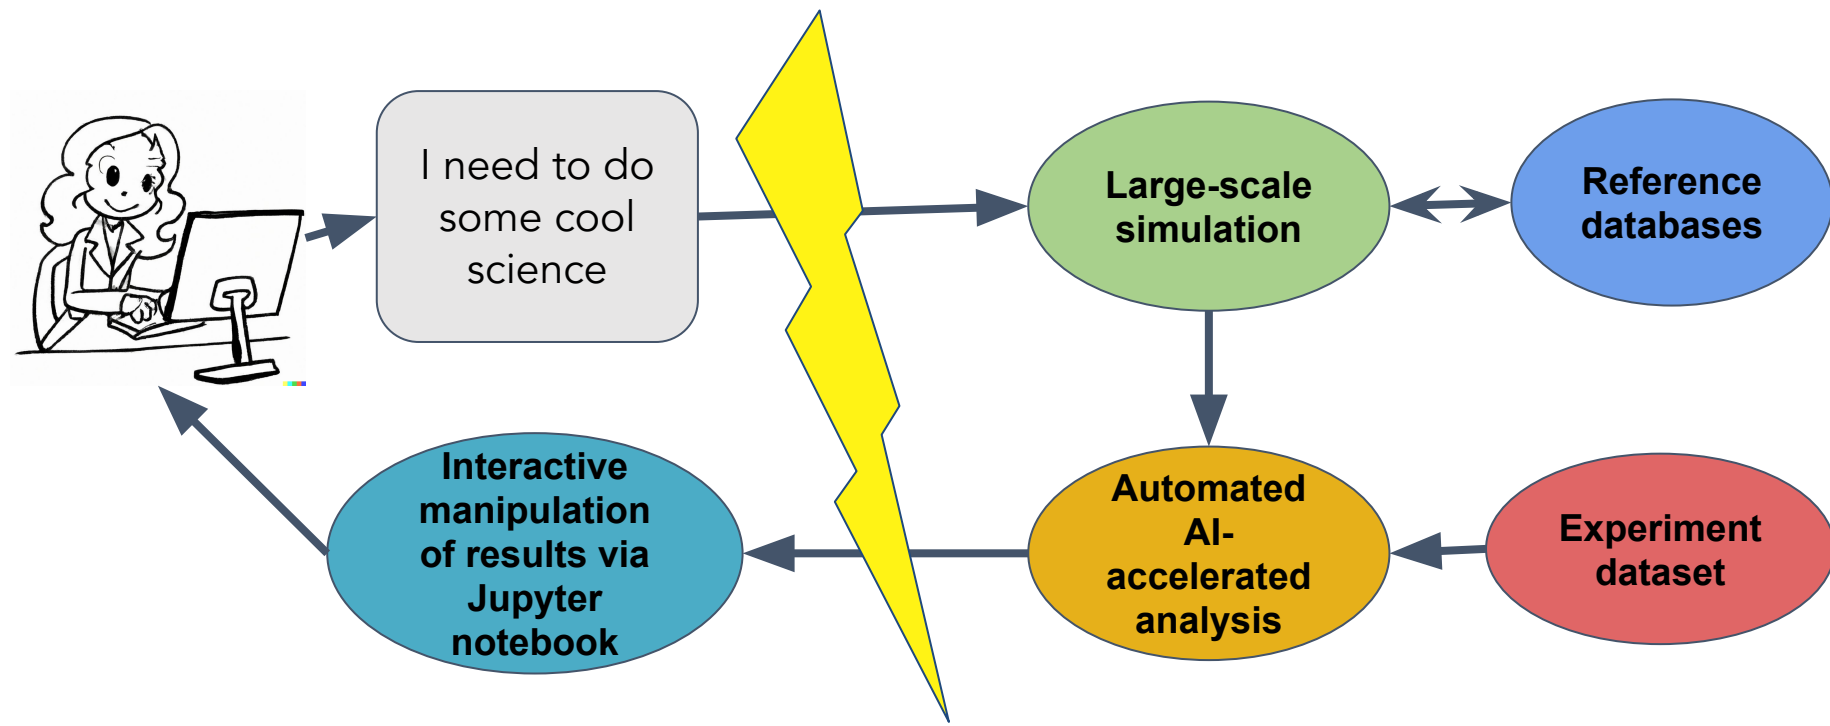 I need to do
some cool
science
Large-scale
simulation
Reference
databases
Interactive
manipulation
of results via
Jupyter
notebook
Automated
AI-
accelerated
analysis
Experiment
dataset